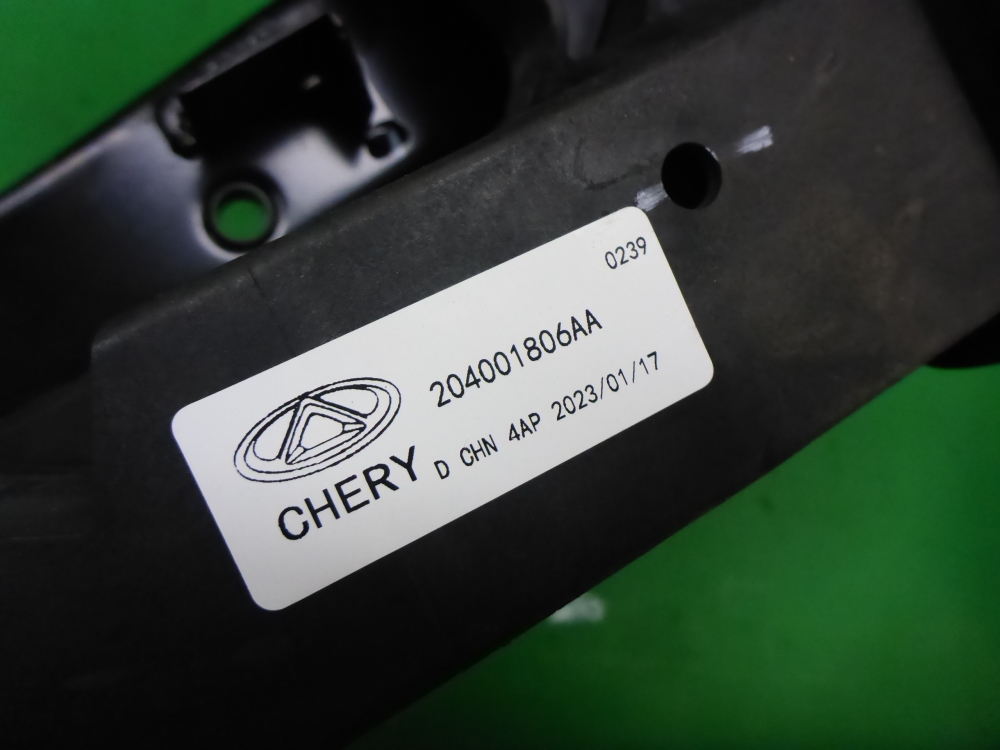 0239
204001806AA
D CHN 4AP 2023/01/17
CHERY